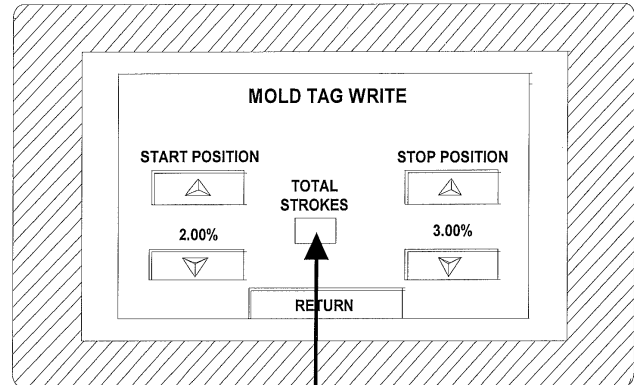 MOLD TAG WRITE
START POSITION
STOP POSITION
TOTAL
STROKES
2.00%
3.00%
RETURN